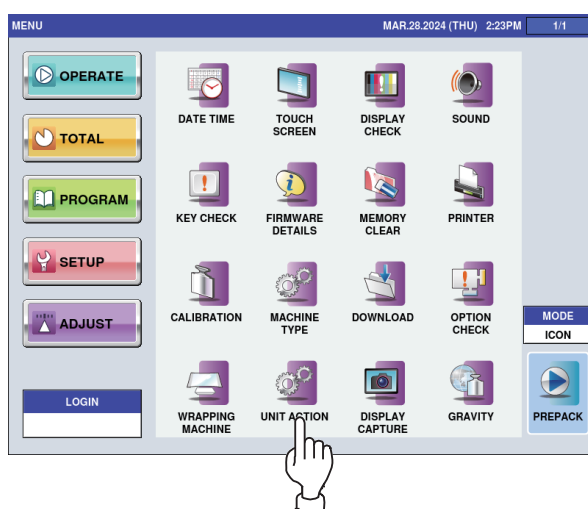 MENU
MAR.28.2024 (THU) 2:23PM
1/1
OPERATE
TOTAL
PROGRAM
SETUP
ADJUST
LOGIN
DATE TIME
TOUCH
SCREEN
DISPLAY
CHECK
SOUND
KEY CHECK
FIRMWARE
DETAILS
MEMORY
CLEAR
PRINTER
CALIBRATION
MACHINE
TYPE
DOWNLOAD
OPTION
CHECK
WRAPPING
MACHINE
UNIT ACTION
DISPLAY
CAPTURE
GRAVITY
MODE
ICON
PREPACK